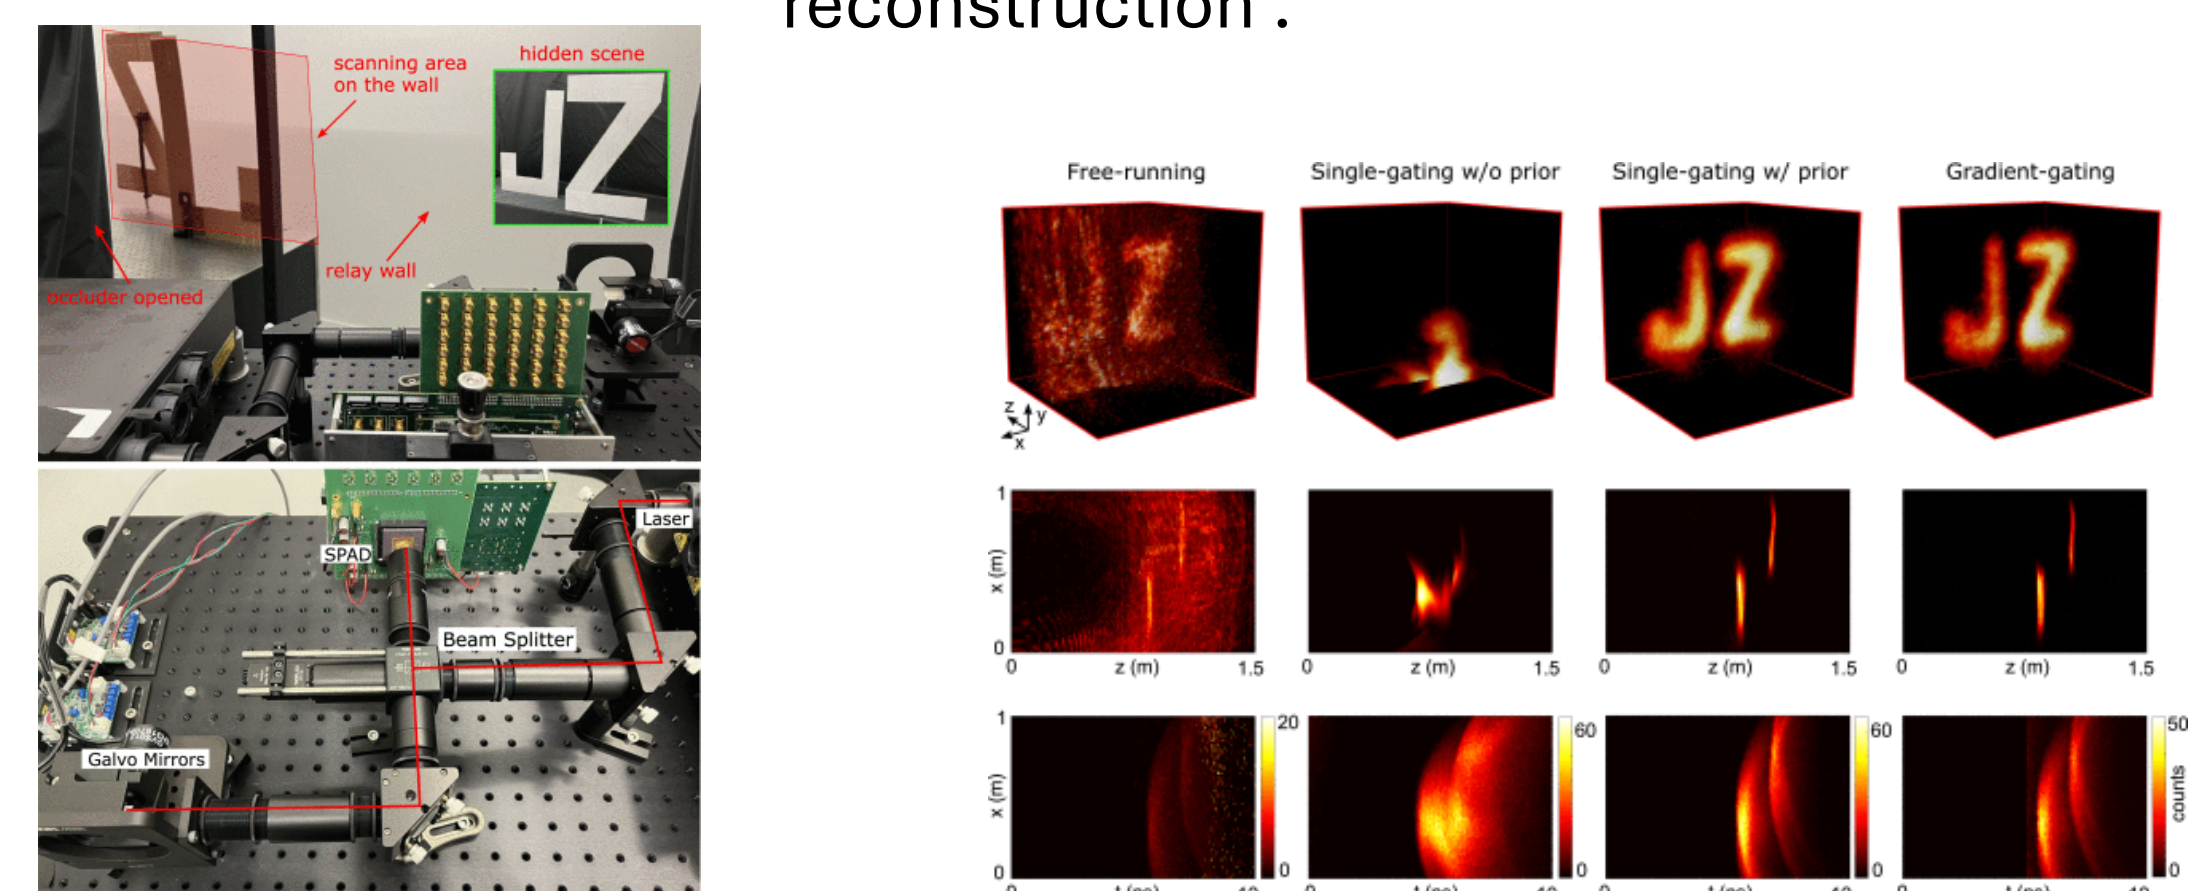 reconstruction .
scanning area
on the wall
hidden scene
relay wall
occluder opened
SPAD
Laser
Beam Splitter
Galvo Mirrors
Free-running
Single-gating w/o prior
Single-gating w/ prior
Gradient-gating
z
y
x
1
x (m)
0
0
z (m)
1.5
0
z (m)
1.5
0
z (m)
1.5
0
z (m)
1.5
1
x (m)
0
20
0
60
0
60
0
50
counts
0